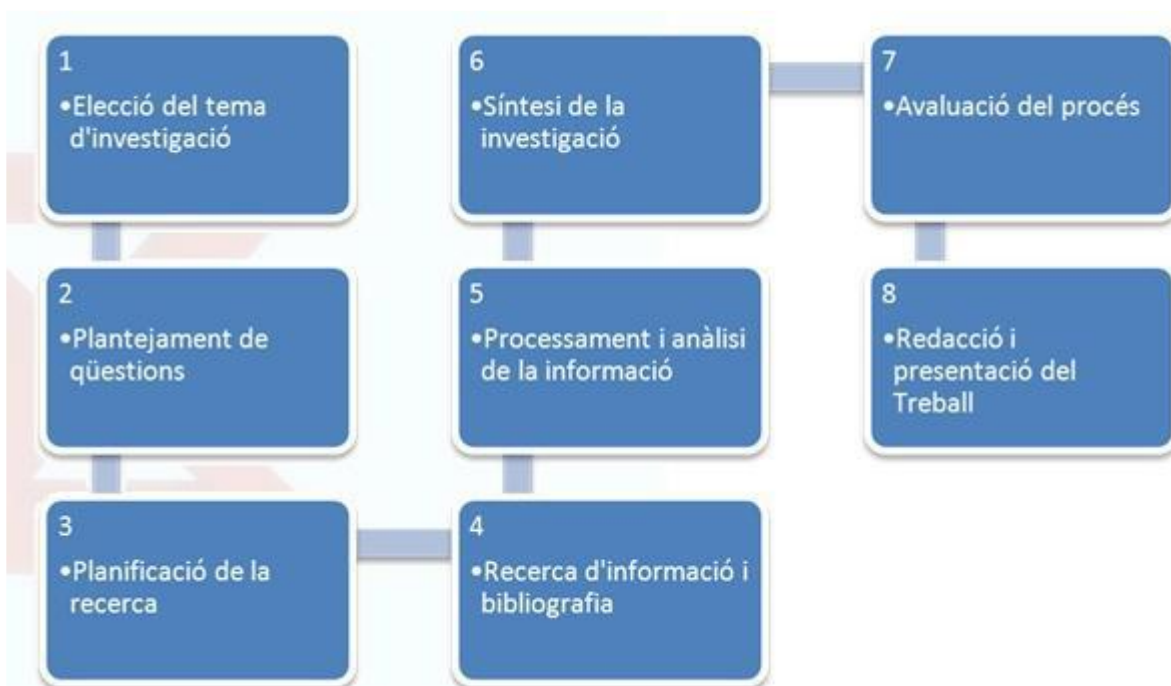 1
•Elecció del tema
d'investigació
2
•Plantejament de
qüestions
3
•Planificació de la
recerca
4
•Recerca d'informació i
bibliografia
5
•Processament i anàlisi
de la informació
6
•Síntesi de la
investigació
7
•Avaluació del procés
8
•Redacció i
presentació del
Treball